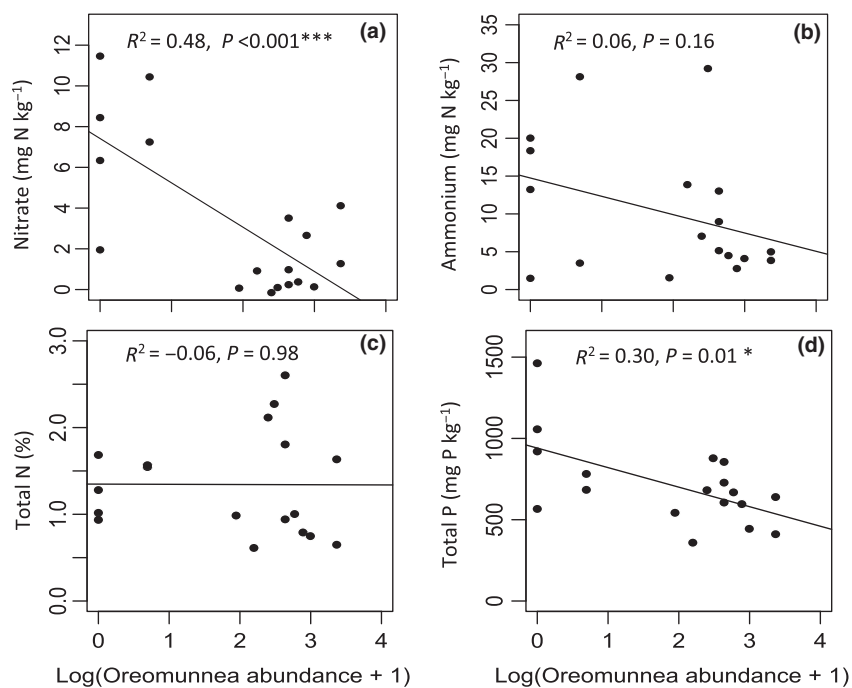 (a)
R² = 0.48, P <0.001***
Nitrate (mg N kg⁻¹)
12
10
8
6
4
2
0
(b)
R² = 0.06, P = 0.16
Ammonium (mg N kg⁻¹)
35
30
25
20
15
10
5
0
(c)
R² = −0.06, P = 0.98
Total N (%)
3.0
2.0
1.0
0.0
0 1 2 3 4
Log(Oreomunnea abundance + 1)
(d)
R² = 0.30, P = 0.01 *
Total P (mg P kg⁻¹)
1500
1000
500
0
0 1 2 3 4
Log(Oreomunnea abundance + 1)